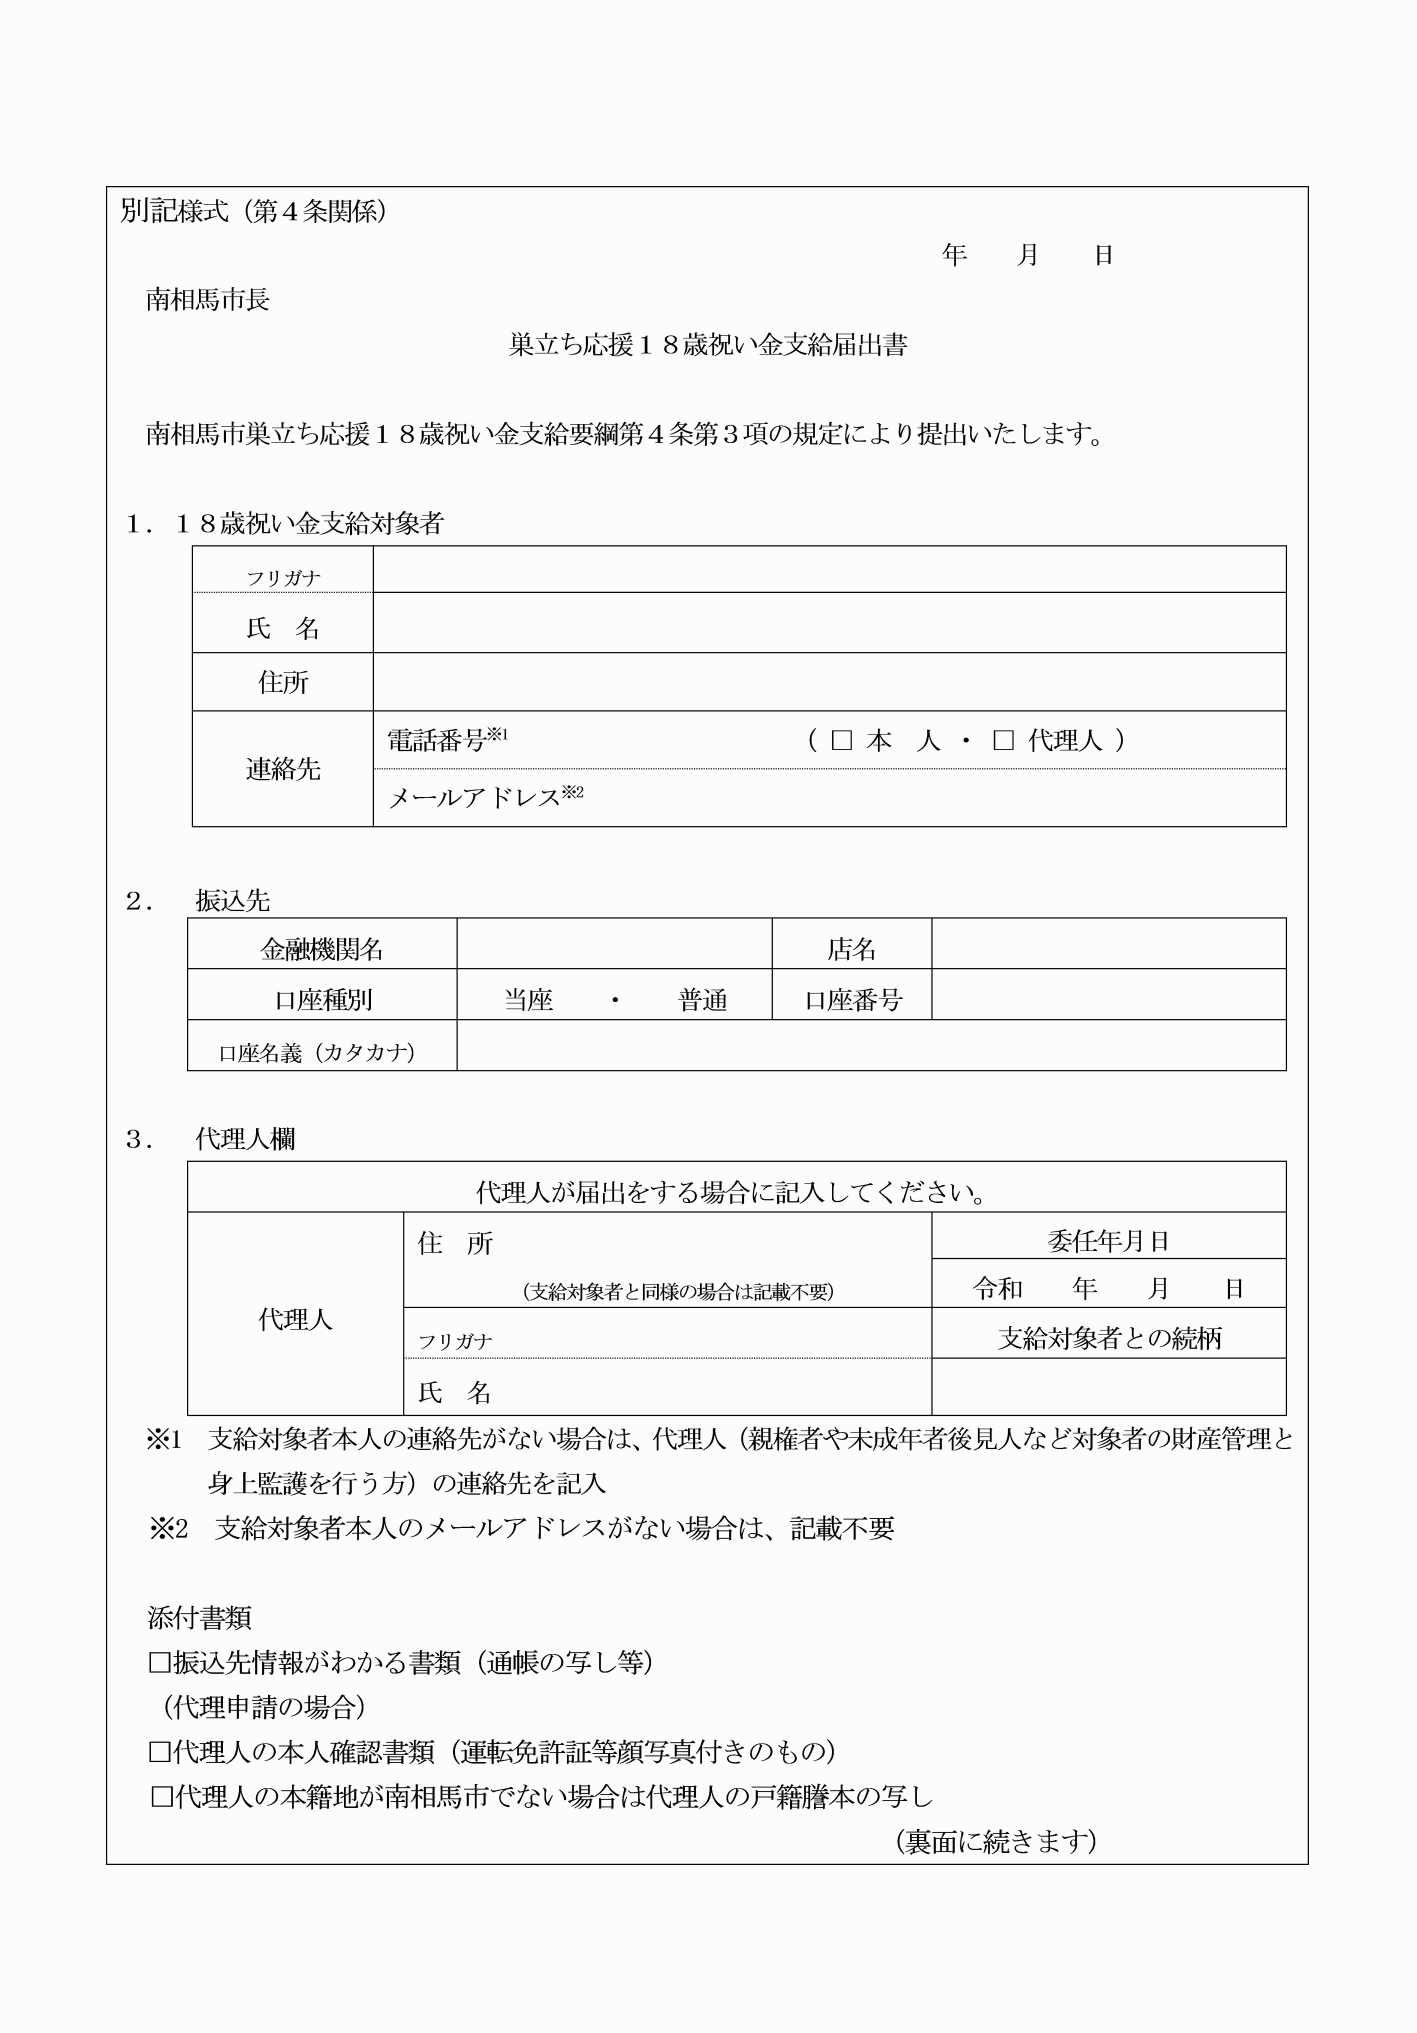 別記様式（第４条関係）
年　　月　　日
南相馬市長
巣立ち応援１８歳祝い金支給届出書
南相馬市巣立ち応援１８歳祝い金支給要綱第４条第３項の規定により提出いたします。
１．１８歳祝い金支給対象者
フリガナ
氏　名
住所
連絡先
電話番号※1　（ □ 本　人 ・ □ 代理人 ）
メールアドレス※2
２．　振込先
金融機関名　店名
口座種別　当座　・　普通　口座番号
口座名義（カタカナ）
３．　代理人欄
代理人が届出をする場合に記入してください。
代理人
住　所　委任年月日
（支給対象者と同様の場合は記載不要）　令和　　年　　月　　日
フリガナ　支給対象者との続柄
氏　名
※1　支給対象者本人の連絡先がない場合は、代理人（親権者や未成年者後見人など対象者の財産管理と
身上監護を行う方）の連絡先を記入
※2　支給対象者本人のメールアドレスがない場合は、記載不要
添付書類
□振込先情報がわかる書類（通帳の写し等）
（代理申請の場合）
□代理人の本人確認書類（運転免許証等顔写真付きのもの）
□代理人の本籍地が南相馬市でない場合は代理人の戸籍謄本の写し
（裏面に続きます）